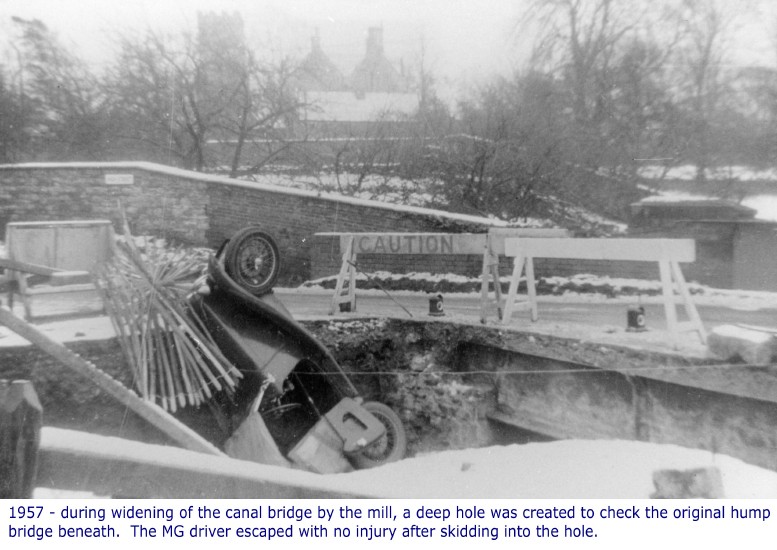 CAUTION
1957 - during widening of the canal bridge by the mill, a deep hole was created to check the original hump
bridge beneath.  The MG driver escaped with no injury after skidding into the hole.